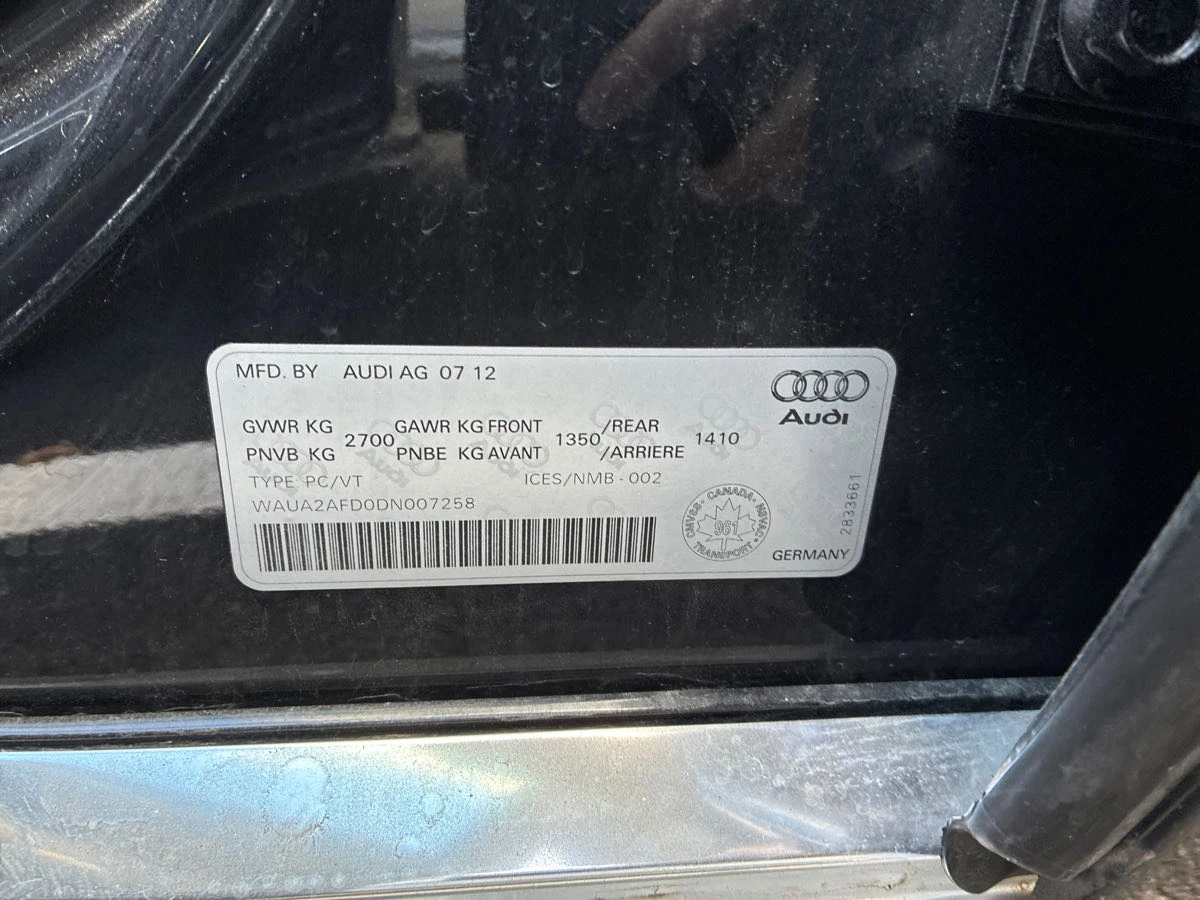 MFD. BY AUDI AG 07 12
Audi
GVWR KG 2700 GAWR KG FRONT 1350 /REAR 1410
PNVB KG PNBE KG AVANT /ARRIERE
TYPE PC/VT ICES/NMB - 002
WAUA2AFD0DN007258
CMVSS • CANADA • NSVAC • TRANSPORT •
961
2833661
GERMANY